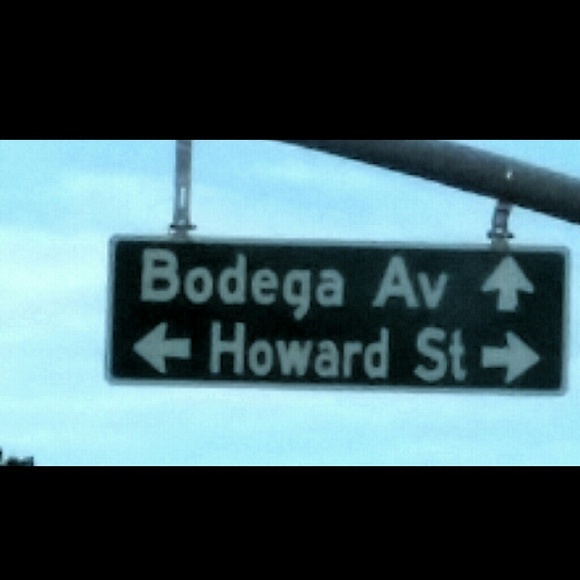 Bodega Av ↑
← Howard St →